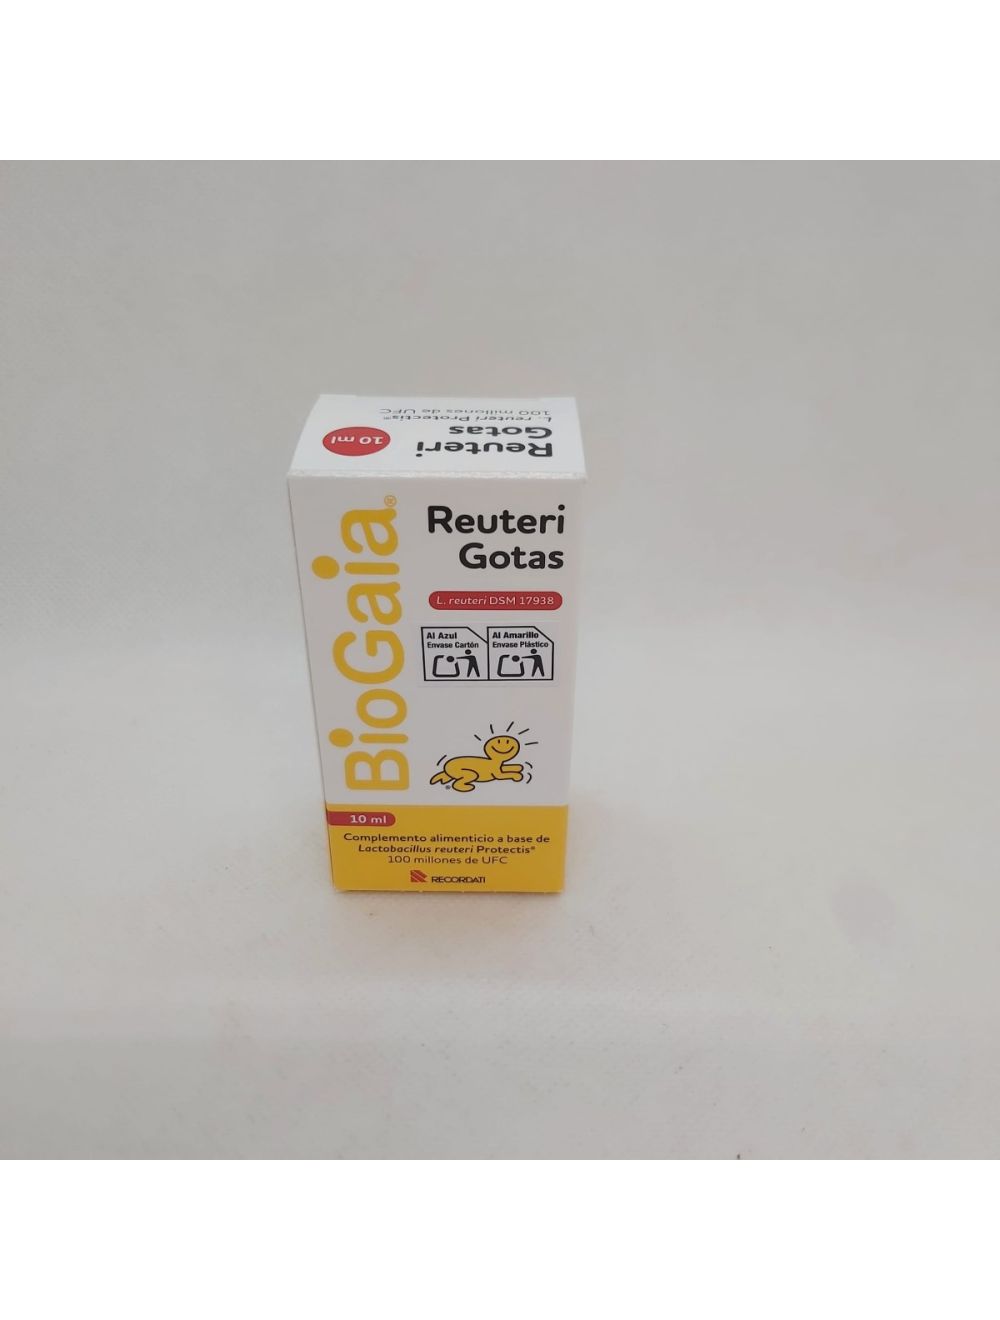 Reuteri
Gotas
L. reuteri Protectis®
100 millones de UFC
10 ml
BioGaia®
Reuteri
Gotas
L. reuteri DSM 17938
Al Azul
Envase Cartón
Al Amarillo
Envase Plástico
10 ml
Complemento alimenticio a base de
Lactobacillus reuteri Protectis®
100 millones de UFC
RECORDATI